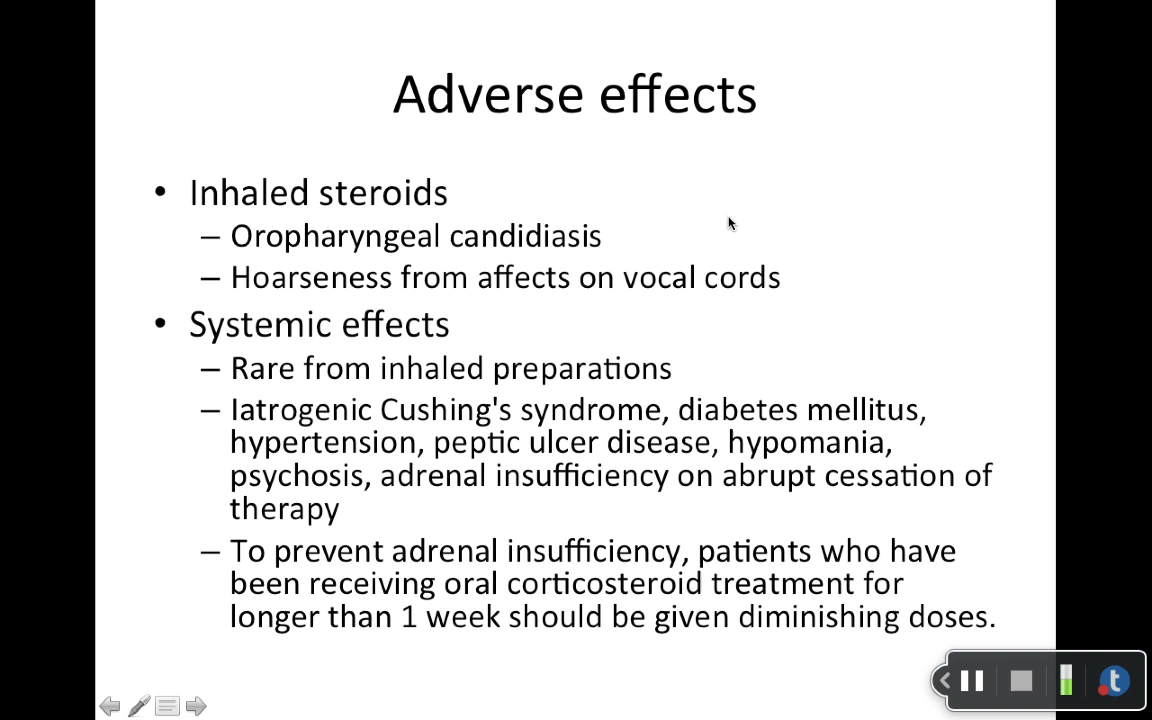 Adverse effects
• Inhaled steroids
– Oropharyngeal candidiasis
– Hoarseness from affects on vocal cords
• Systemic effects
– Rare from inhaled preparations
– Iatrogenic Cushing's syndrome, diabetes mellitus,
hypertension, peptic ulcer disease, hypomania,
psychosis, adrenal insufficiency on abrupt cessation of
therapy
– To prevent adrenal insufficiency, patients who have
been receiving oral corticosteroid treatment for
longer than 1 week should be given diminishing doses.
t